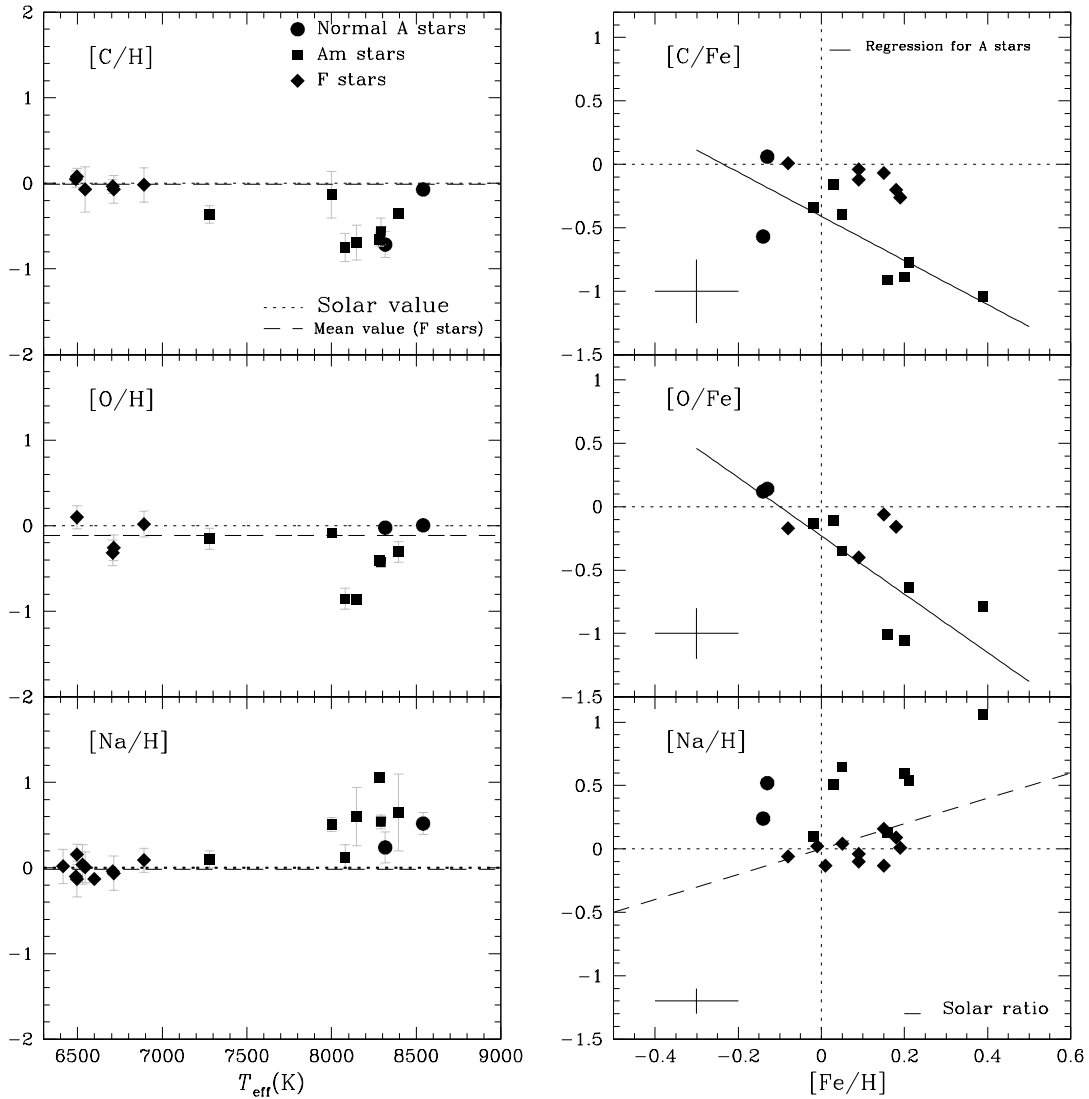 [C/H]
Normal A stars
Am stars
F stars
Solar value
Mean value (F stars)
2
1
0
−1
−2
[C/Fe]
Regression for A stars
1
0.5
0
−0.5
−1
−1.5
[O/H]
1
0
−1
−2
[O/Fe]
1
0.5
0
−0.5
−1
−1.5
[Na/H]
1
0
−1
−2
6500 7000 7500 8000 8500 9000
Teff(K)
[Na/H]
Solar ratio
1
0.5
0
−0.5
−1
−1.5
−0.4 −0.2 0 0.2 0.4 0.6
[Fe/H]